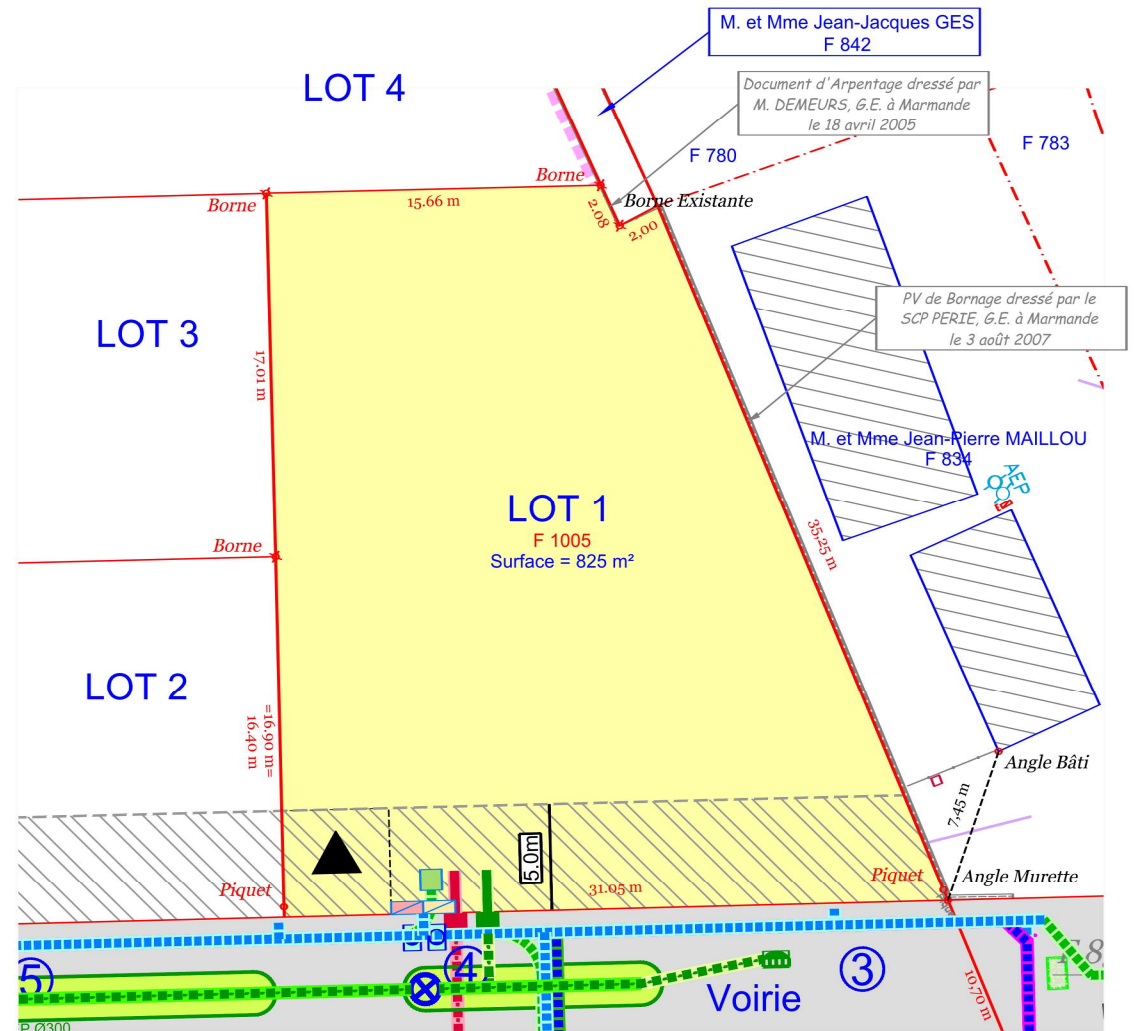 M. et Mme Jean-Jacques GES
F 842
LOT 4
Document d'Arpentage dressé par
M. DEMEURS, G.E. à Marmande
le 18 avril 2005
F 780
F 783
Borne
Borne
15.66 m
2.08
Borne Existante
2,00
PV de Bornage dressé par le
SCP PERIE, G.E. à Marmande
le 3 août 2007
LOT 3
17.01 m
M. et Mme Jean-Pierre MAILLOU
F 834
AEP
LOT 1
F 1005
Surface = 825 m²
35,25 m
Borne
LOT 2
=16.90 m=
16.40 m
Angle Bâti
7,45 m
5.0m
Piquet
31.05 m
Piquet
Angle Murette
5
4
3
F 8
Voirie
10,70 m
P Ø300